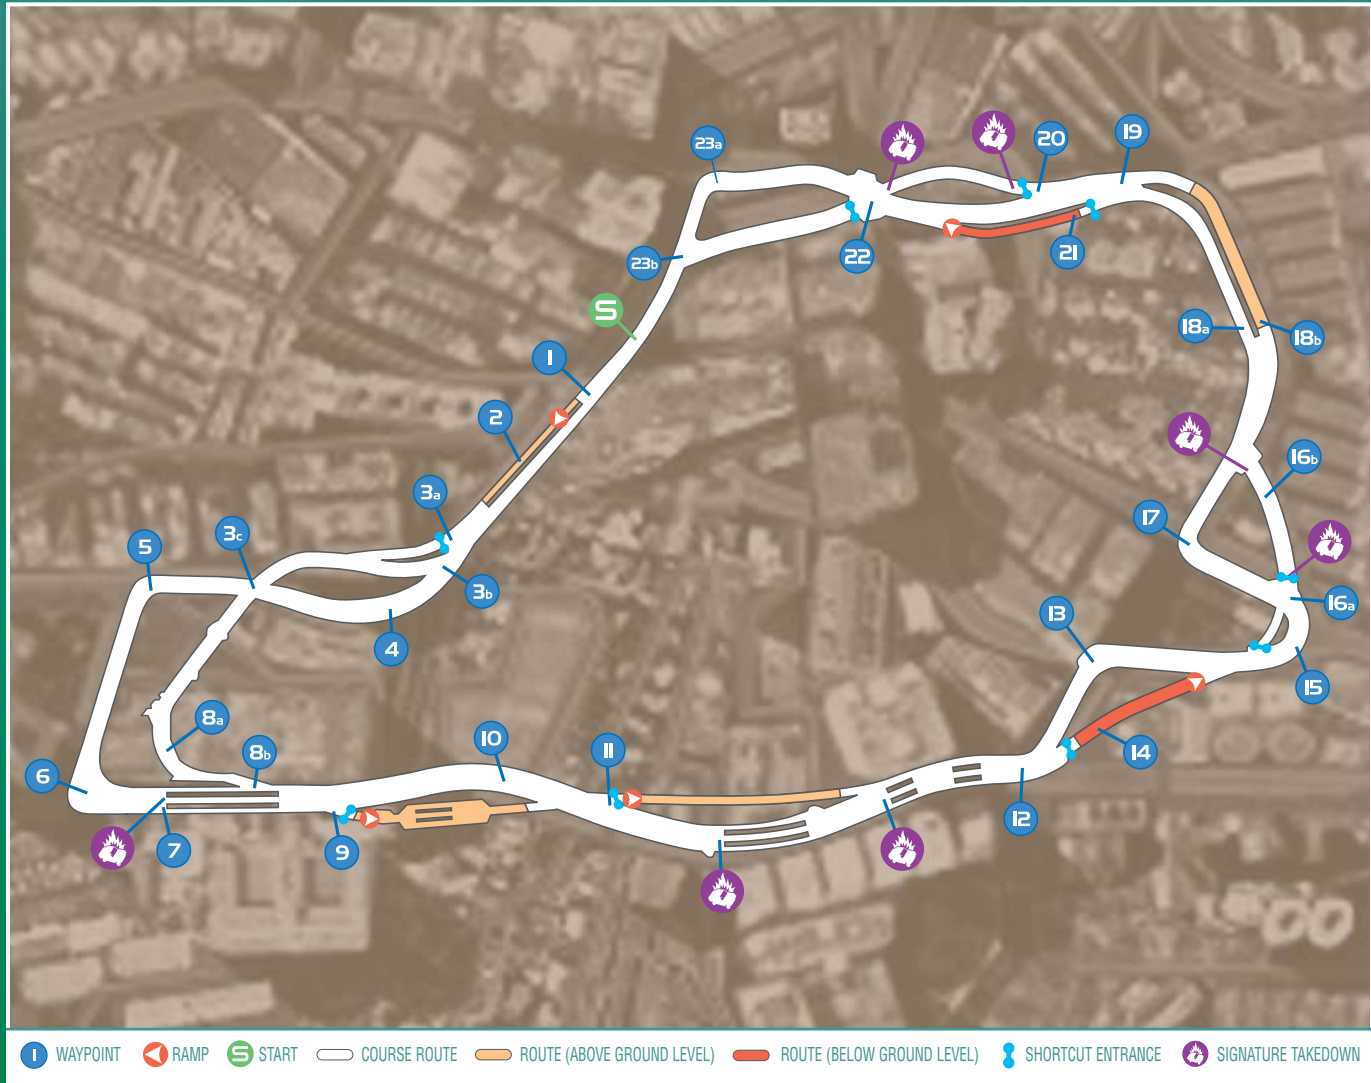 19
20
23a
22
21
23b
S
18a
18b
1
2
16b
3a
17
3c
5
3b
16a
13
4
15
8a
10
8b
11
14
6
12
7
9
1 WAYPOINT RAMP S START COURSE ROUTE ROUTE (ABOVE GROUND LEVEL) ROUTE (BELOW GROUND LEVEL) SHORTCUT ENTRANCE SIGNATURE TAKEDOWN